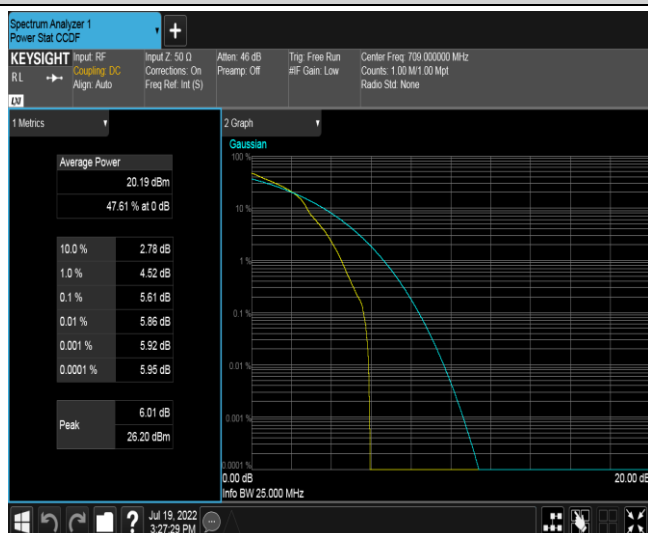 Spectrum Analyzer 1
Power Stat CCDF
KEYSIGHT
RL
LXI
Input: RF
Coupling: DC
Align: Auto
Input Z: 50 Ω
Corrections: On
Freq Ref: Int (S)
Atten: 46 dB
Preamp: Off
Trig: Free Run
#IF Gain: Low
Center Freq: 709.000000 MHz
Counts: 1.00 M/1.00 Mpt
Radio Std: None
1 Metrics
Average Power
20.19 dBm
47.61 % at 0 dB
10.0 % 2.78 dB
1.0 % 4.52 dB
0.1 % 5.61 dB
0.01 % 5.86 dB
0.001 % 5.92 dB
0.0001 % 5.95 dB
Peak
6.01 dB
26.20 dBm
2 Graph
Gaussian
100 %
10 %
1 %
0.1 %
0.01 %
0.001 %
0.0001 %
0.00 dB
20.00 dB
Info BW 25.000 MHz
?
Jul 19, 2022
3:27:29 PM